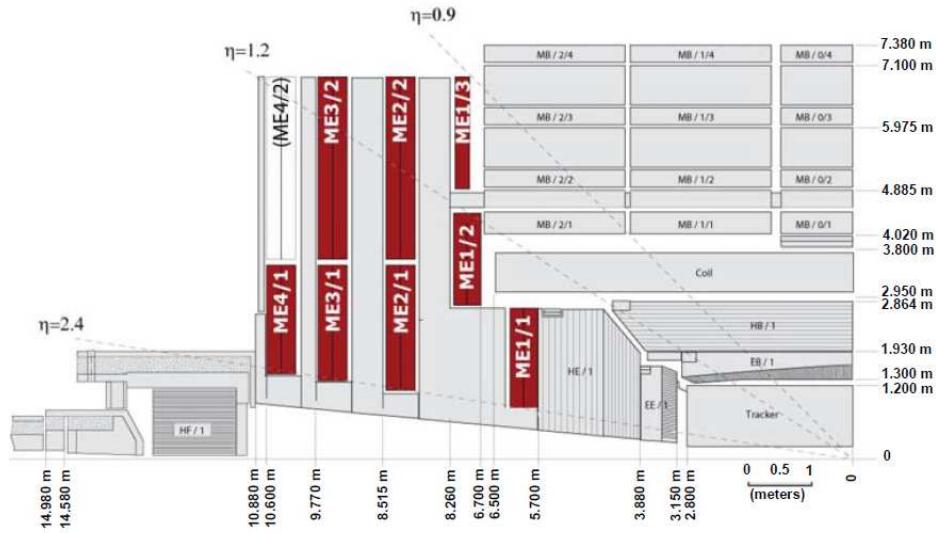 η=0.9
η=1.2
η=2.4
(ME4/2)
ME3/2
ME2/2
ME1/3
ME1/2
ME4/1
ME3/1
ME2/1
ME1/1
MB / 2/4
MB / 1/4
MB / 0/4
MB / 2/3
MB / 1/3
MB / 0/3
MB / 2/2
MB / 1/2
MB / 0/2
MB / 2/1
MB / 1/1
MB / 0/1
Coil
HB / 1
HE / 1
EB / 1
EE / 1
Tracker
HF / 1
7.380 m
7.100 m
5.975 m
4.885 m
4.020 m
3.800 m
2.950 m
2.864 m
1.930 m
1.300 m
1.200 m
0
0 0.5 1
(meters)
14.980 m
14.580 m
10.880 m
10.600 m
9.770 m
8.515 m
8.260 m
6.700 m
6.500 m
5.700 m
3.880 m
3.150 m
2.800 m
0